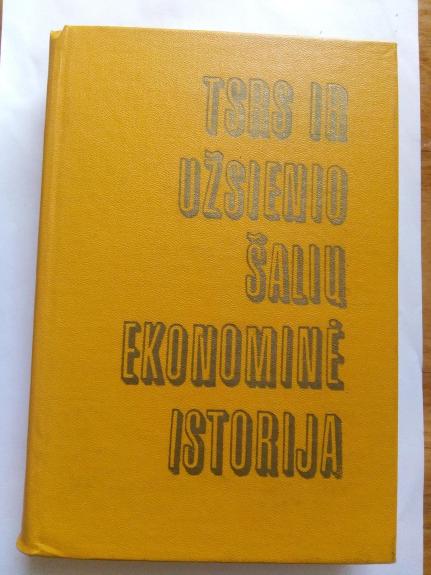 TSRS IR
UŽSIENIO
ŠALIŲ
EKONOMINĖ
ISTORIJA